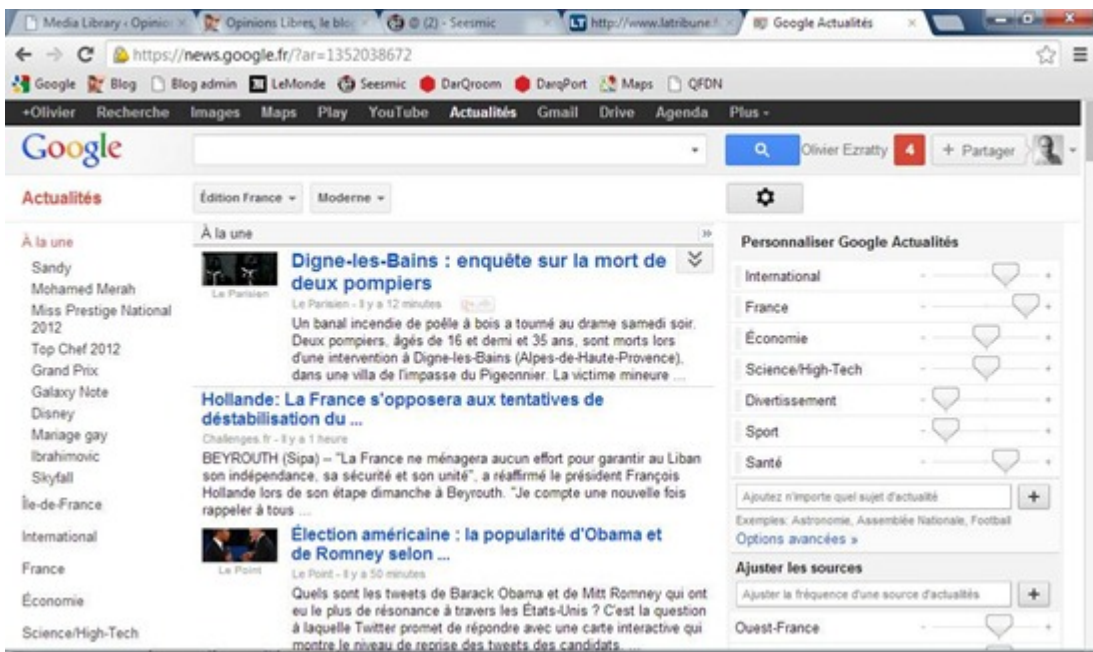 Media Library ‹ Opinio
Opinions Libres, le bloc
@ (2) - Seesmic
http://www.latribune.f
Google Actualités
https://news.google.fr/?ar=1352038672
Google Blog Blog admin LeMonde Seesmic DarQroom DarqPort Maps QFDN
+Olivier Recherche Images Maps Play YouTube Actualités Gmail Drive Agenda Plus
Google
Olivier Ezratty 4 + Partager
Actualités
Édition France
Moderne
À la une
Sandy
Mohamed Merah
Miss Prestige National
2012
Top Chef 2012
Grand Prix
Galaxy Note
Disney
Mariage gay
Ibrahimovic
Skyfall
Île-de-France
International
France
Économie
Science/High-Tech
À la une »
Digne-les-Bains : enquête sur la mort de
deux pompiers
Le Parisien
Le Parisien - Il y a 12 minutes
Un banal incendie de poêle à bois a tourné au drame samedi soir.
Deux pompiers, âgés de 16 et demi et 35 ans, sont morts lors
d'une intervention à Digne-les-Bains (Alpes-de-Haute-Provence),
dans une villa de l'impasse du Pigeonnier. La victime mineure ...
Hollande: La France s'opposera aux tentatives de
déstabilisation du ...
Challenges.fr - Il y a 1 heure
BEYROUTH (Sipa) -- "La France ne ménagera aucun effort pour garantir au Liban
son indépendance, sa sécurité et son unité", a réaffirmé le président François
Hollande lors de son étape dimanche à Beyrouth. "Je compte une nouvelle fois
rappeler à tous ...
Élection américaine : la popularité d'Obama et
de Romney selon ...
Le Point
Le Point - Il y a 50 minutes
Quels sont les tweets de Barack Obama et de Mitt Romney qui ont
eu le plus de résonance à travers les États-Unis ? C'est la question
à laquelle Twitter promet de répondre avec une carte interactive qui
montre le niveau de reprise des tweets des candidats. ...
Personnaliser Google Actualités
International - +
France - +
Économie - +
Science/High-Tech - +
Divertissement - +
Sport - +
Santé - +
Ajoutez n'importe quel sujet d'actualité +
Exemples: Astronomie, Assemblée Nationale, Football
Options avancées »
Ajuster les sources
Ajuster la fréquence d'une source d'actualités +
Ouest-France - +